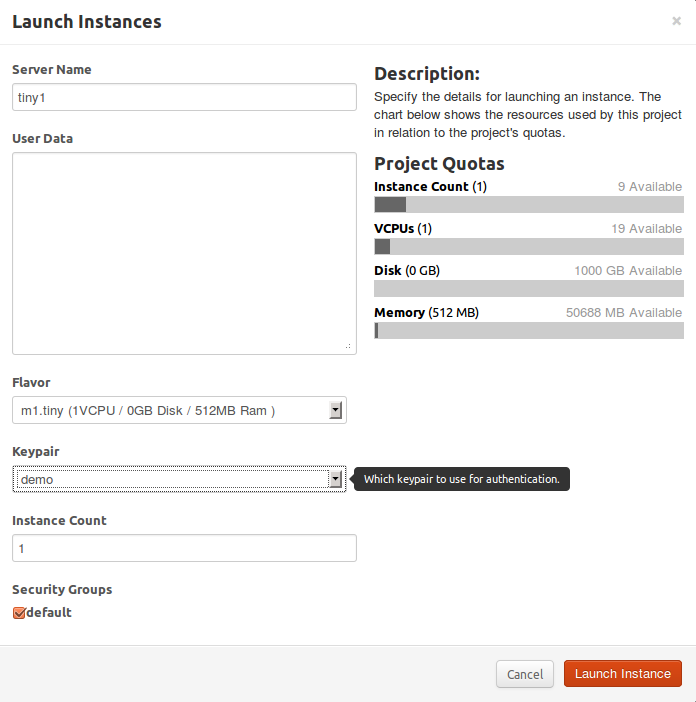 Launch Instances
×
Server Name
tiny1
User Data
Flavor
m1.tiny (1VCPU / 0GB Disk / 512MB Ram )
Keypair
demo
Which keypair to use for authentication.
Instance Count
1
Security Groups
default
Description:
Specify the details for launching an instance. The
chart below shows the resources used by this project
in relation to the project's quotas.
Project Quotas
Instance Count (1) 9 Available
VCPUs (1) 19 Available
Disk (0 GB) 1000 GB Available
Memory (512 MB) 50688 MB Available
Cancel
Launch Instance